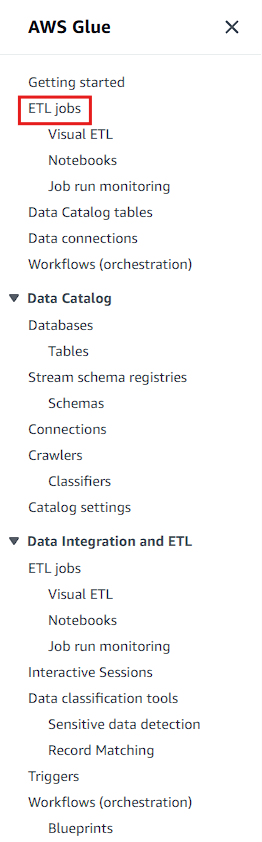 AWS Glue
Getting started
ETL jobs
Visual ETL
Notebooks
Job run monitoring
Data Catalog tables
Data connections
Workflows (orchestration)
Data Catalog
Databases
Tables
Stream schema registries
Schemas
Connections
Crawlers
Classifiers
Catalog settings
Data Integration and ETL
ETL jobs
Visual ETL
Notebooks
Job run monitoring
Interactive Sessions
Data classification tools
Sensitive data detection
Record Matching
Triggers
Workflows (orchestration)
Blueprints